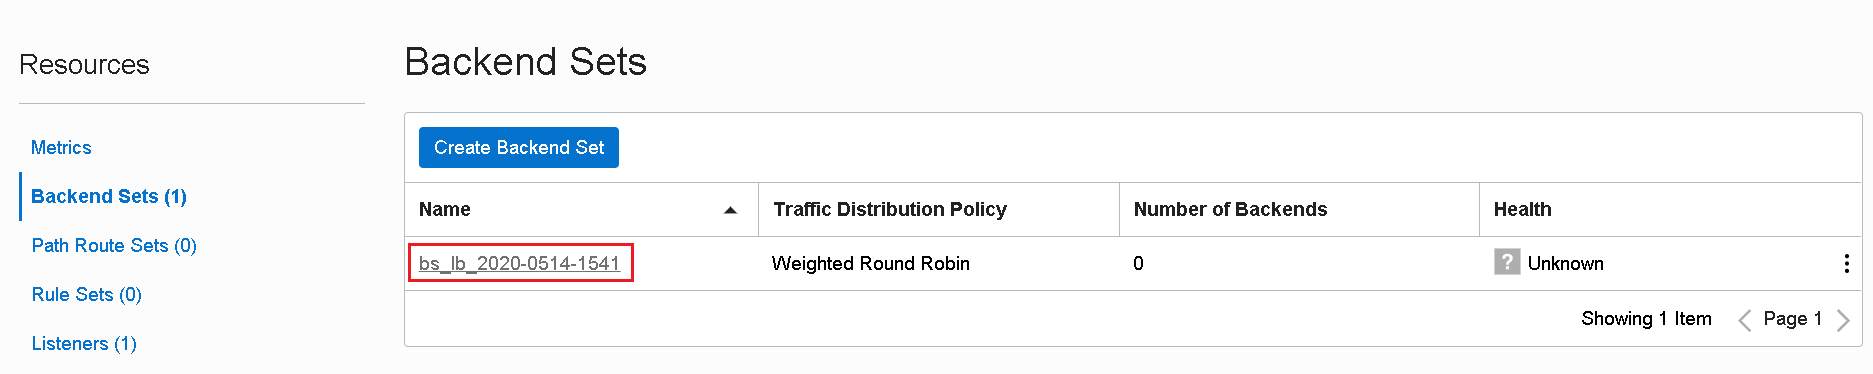 Resources
Metrics
Backend Sets (1)
Path Route Sets (0)
Rule Sets (0)
Listeners (1)
Backend Sets
Create Backend Set
Name Traffic Distribution Policy Number of Backends Health
bs_lb_2020-0514-1541 Weighted Round Robin 0 ? Unknown
Showing 1 Item Page 1